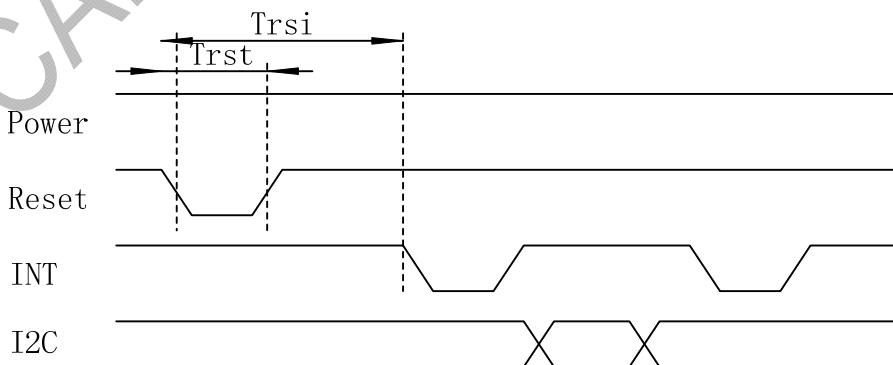 Trsi
Trst
Power
Reset
INT
I2C